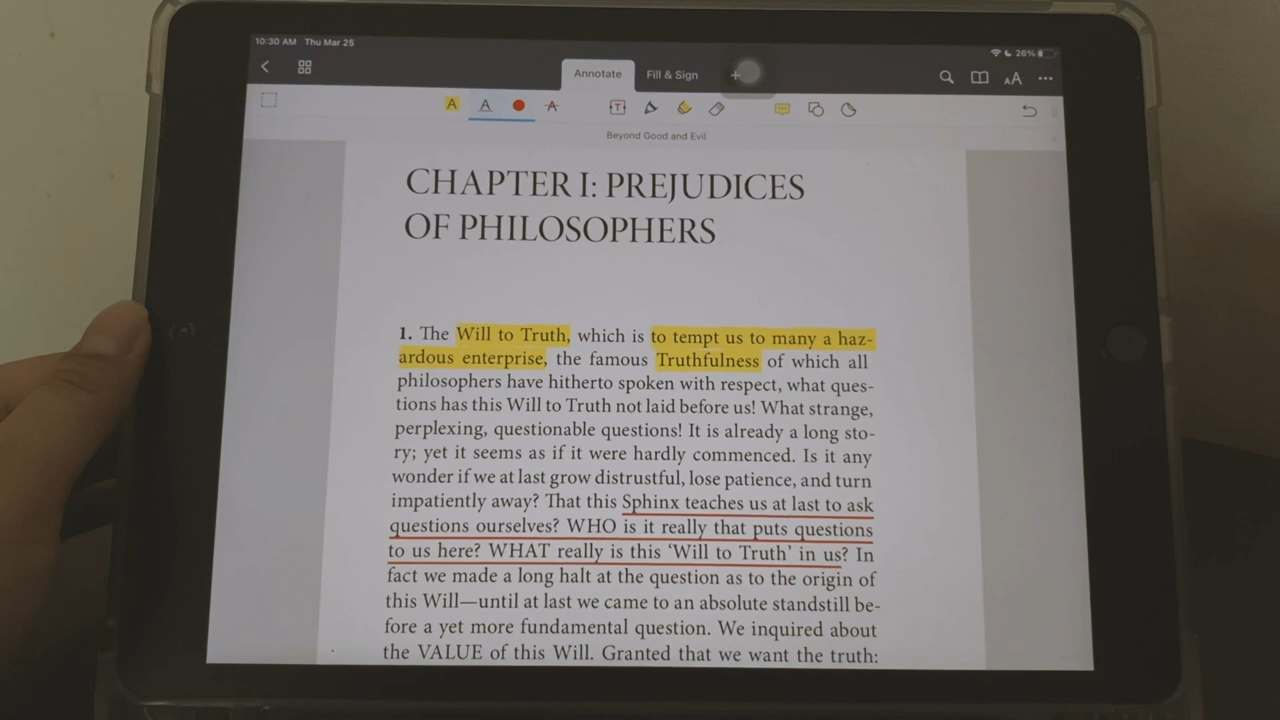 10:30 AM Thu Mar 25
26%
Annotate
Fill & Sign
AA
A A A
T
Beyond Good and Evil
CHAPTER I: PREJUDICES
OF PHILOSOPHERS
1. The Will to Truth, which is to tempt us to many a haz-
ardous enterprise, the famous Truthfulness of which all
philosophers have hitherto spoken with respect, what ques-
tions has this Will to Truth not laid before us! What strange,
perplexing, questionable questions! It is already a long sto-
ry; yet it seems as if it were hardly commenced. Is it any
wonder if we at last grow distrustful, lose patience, and turn
impatiently away? That this Sphinx teaches us at last to ask
questions ourselves? WHO is it really that puts questions
to us here? WHAT really is this ‘Will to Truth’ in us? In
fact we made a long halt at the question as to the origin of
this Will—until at last we came to an absolute standstill be-
fore a yet more fundamental question. We inquired about
the VALUE of this Will. Granted that we want the truth: